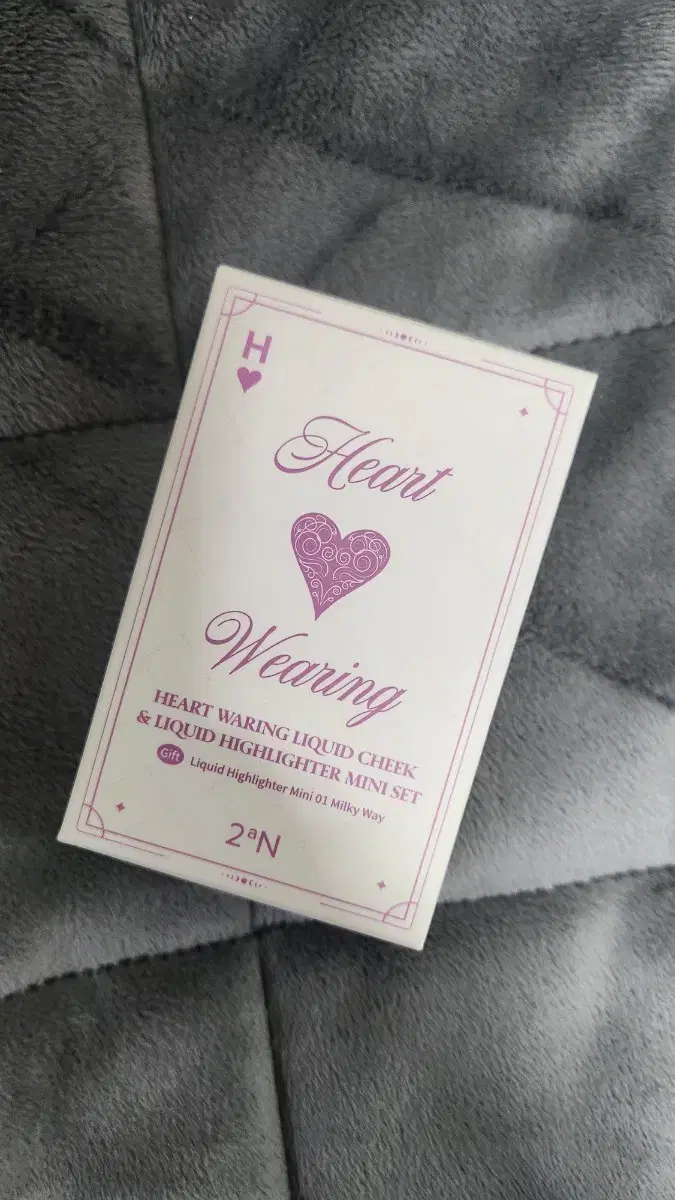 H
Heart
Wearing
HEART WARING LIQUID CHEEK
& LIQUID HIGHLIGHTER MINI SET
Gift Liquid Highlighter Mini 01 Milky Way
2aN